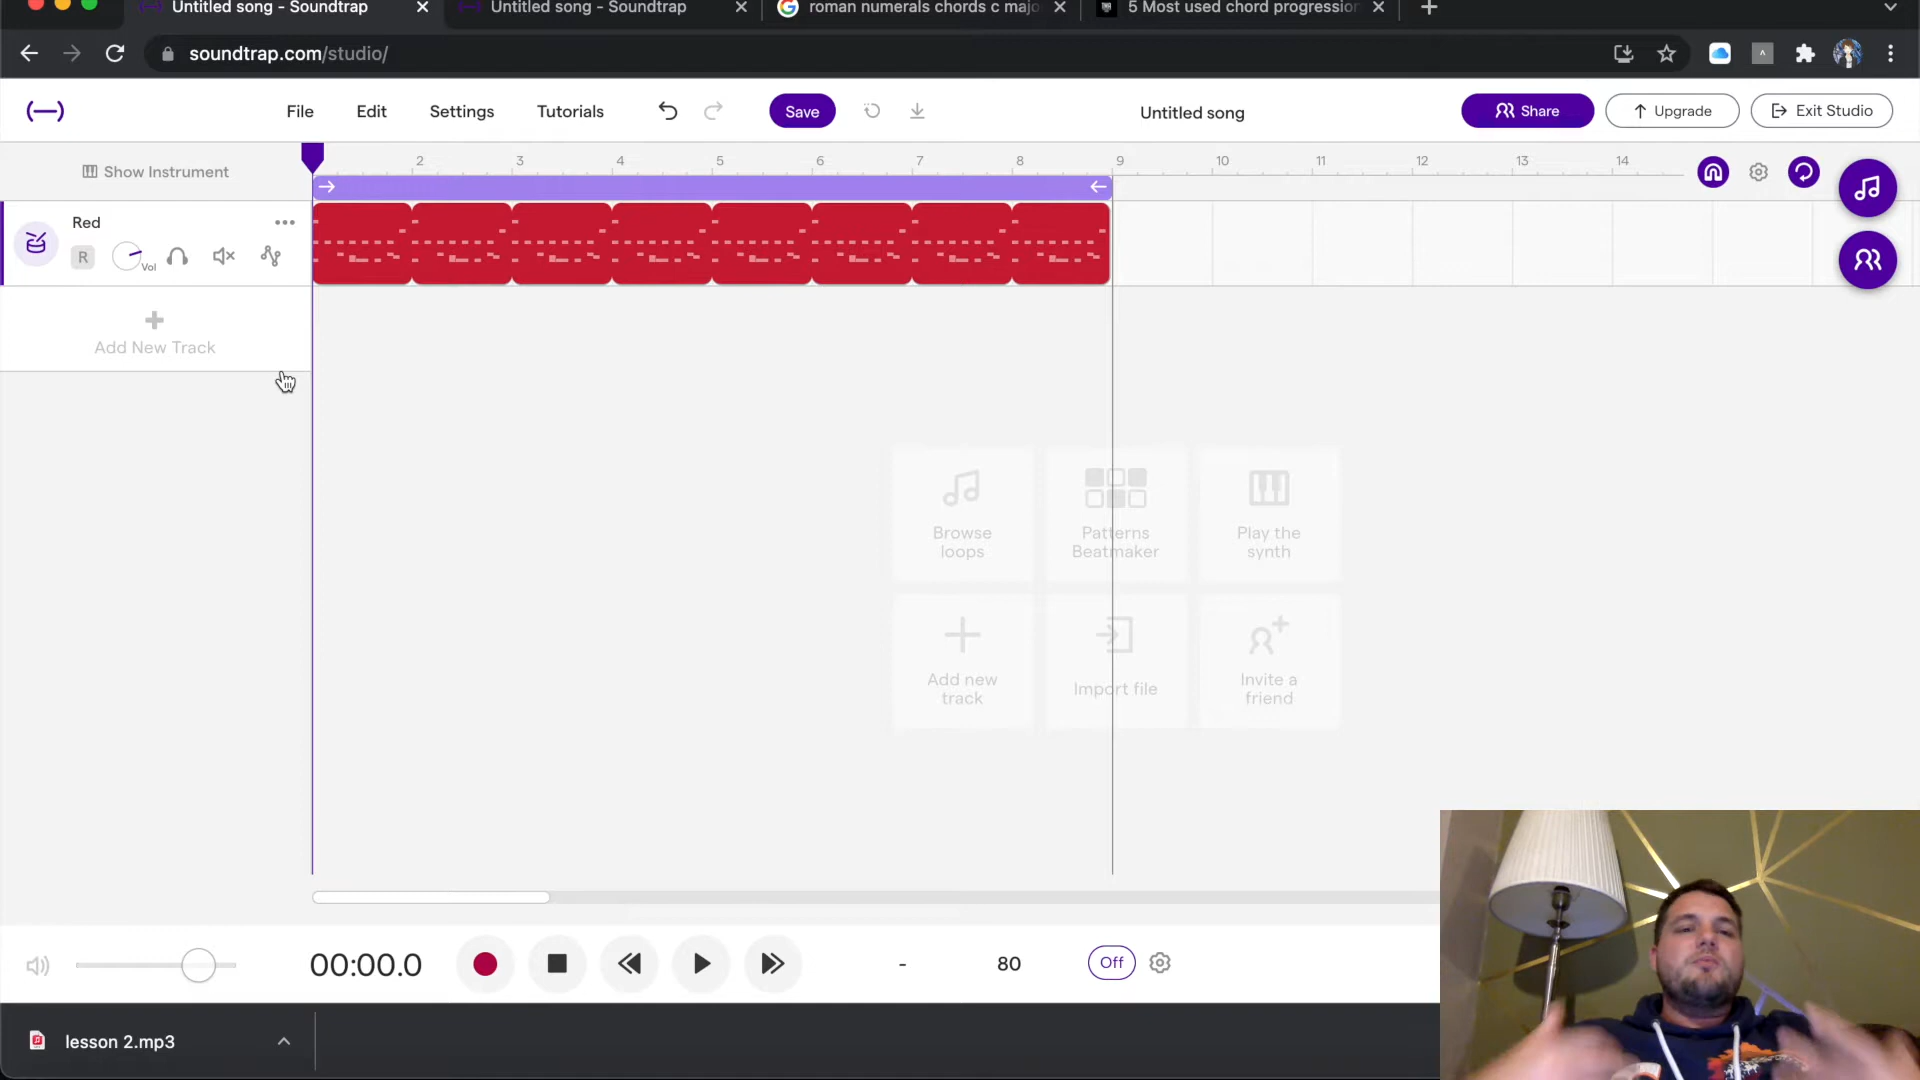 Untitled song - Soundtrap
Untitled song - Soundtrap
roman numerals chords c majo
5 Most used chord progression
soundtrap.com/studio/
File
Edit
Settings
Tutorials
Save
Untitled song
Share
Upgrade
Exit Studio
Show Instrument
2 3 4 5 6 7 8 9 10 11 12 13 14
Red
R
Vol
Add New Track
Browse
loops
Patterns
Beatmaker
Play the
synth
Add new
track
Import file
Invite a
friend
00:00.0
-
80
Off
lesson 2.mp3